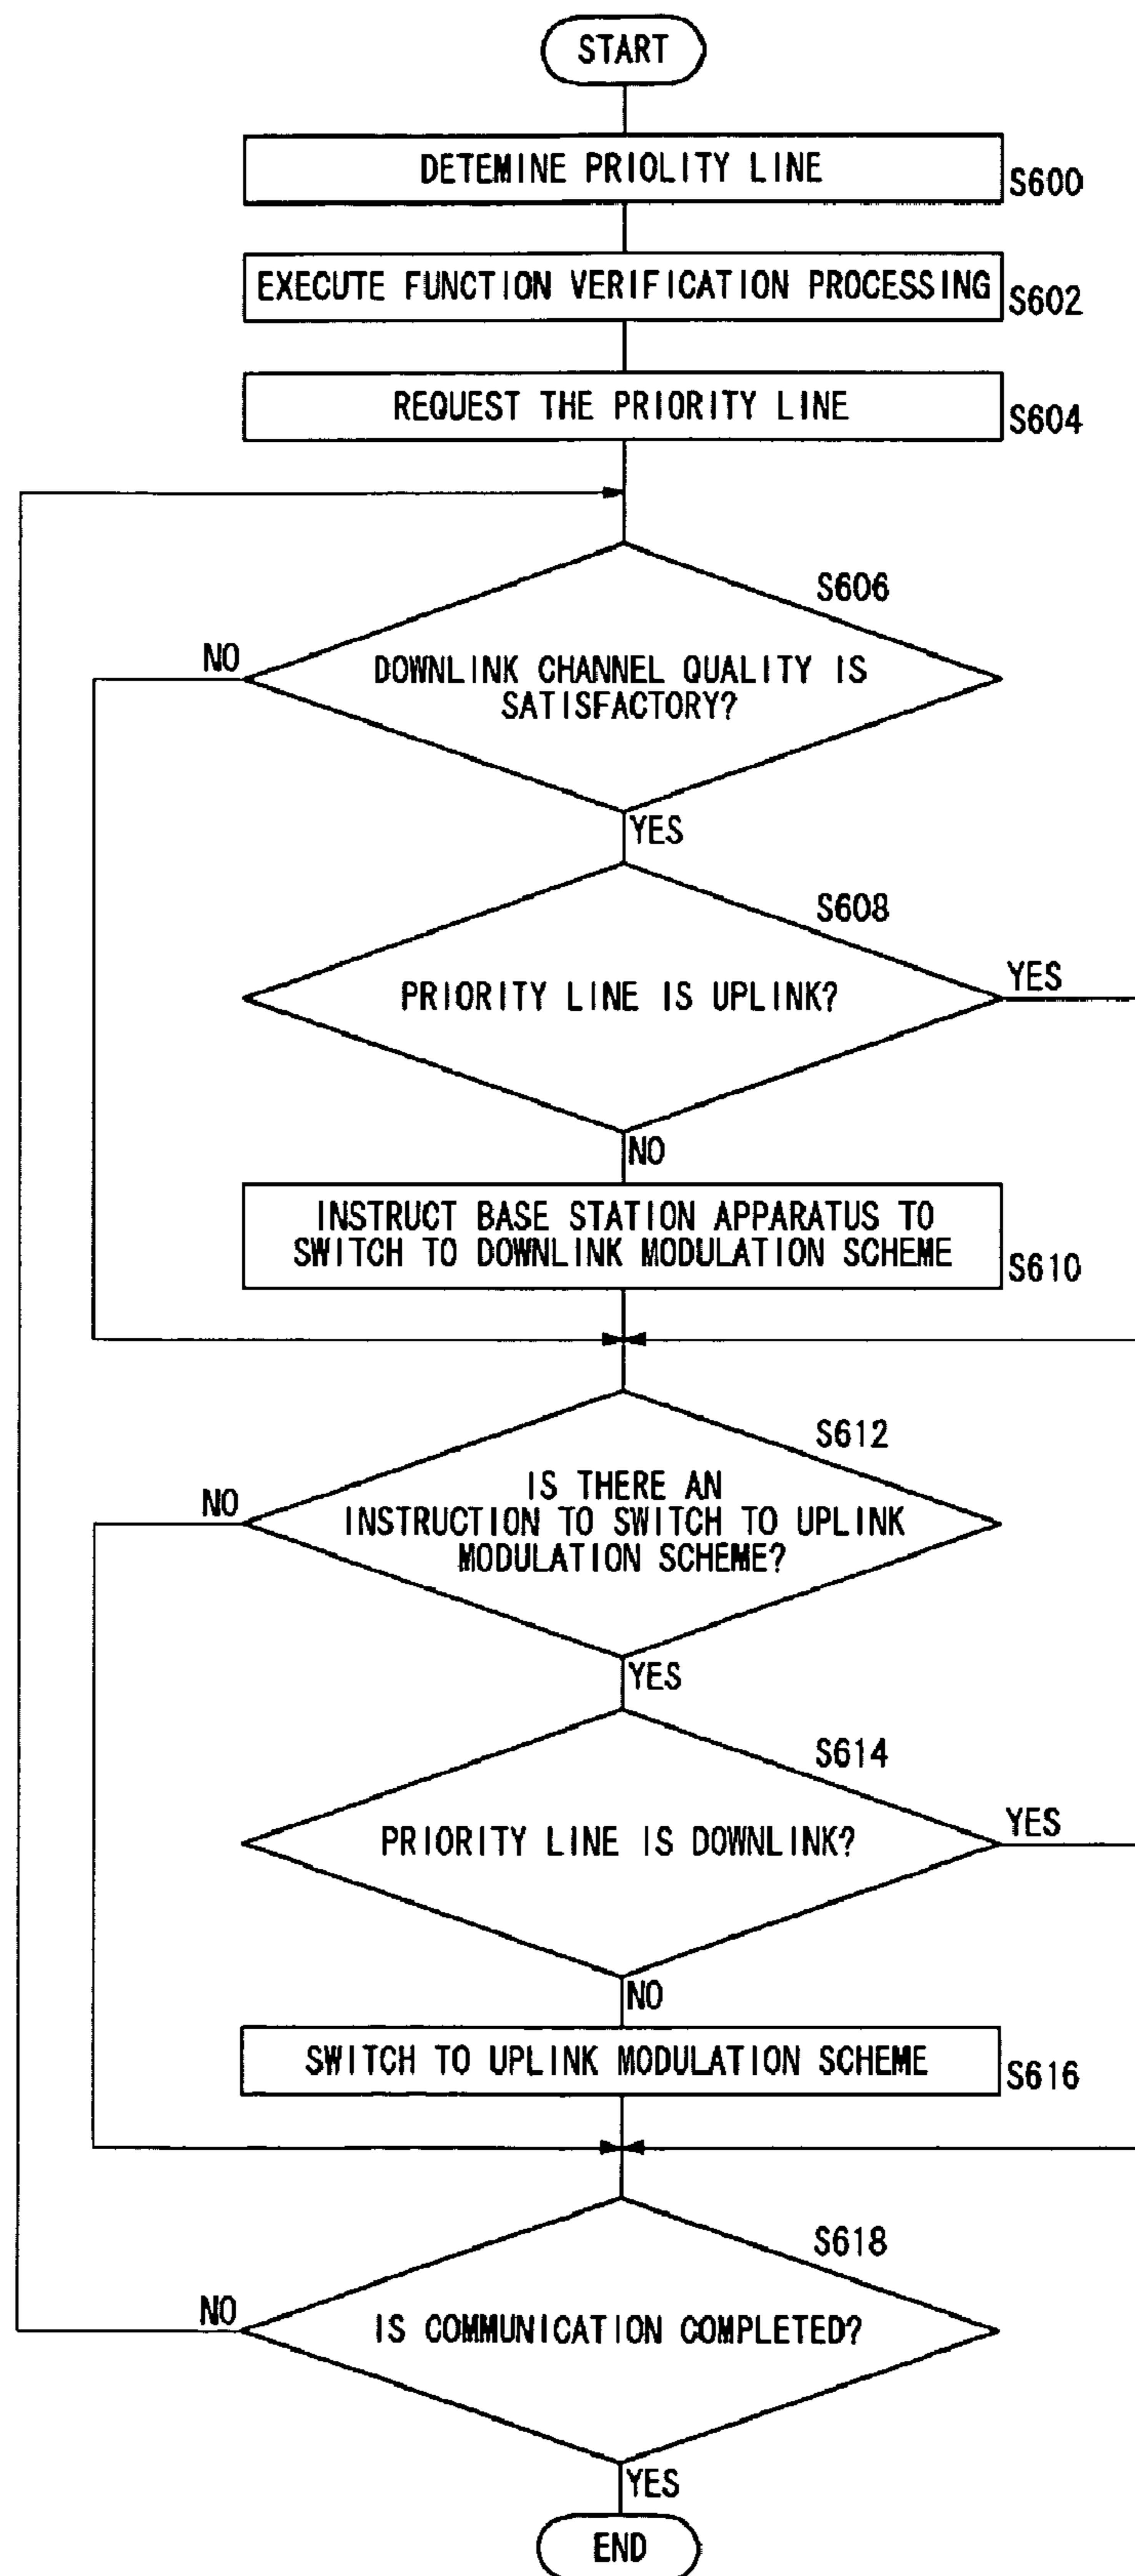 START
DETEMINE PRIOLITY LINE
S600
EXECUTE FUNCTION VERIFICATION PROCESSING
S602
REQUEST THE PRIORITY LINE
S604
S606
NO
DOWNLINK CHANNEL QUALITY IS
SATISFACTORY?
YES
S608
YES
PRIORITY LINE IS UPLINK?
NO
INSTRUCT BASE STATION APPARATUS TO
SWITCH TO DOWNLINK MODULATION SCHEME
S610
S612
NO
IS THERE AN
INSTRUCTION TO SWITCH TO UPLINK
MODULATION SCHEME?
YES
S614
YES
PRIORITY LINE IS DOWNLINK?
NO
SWITCH TO UPLINK MODULATION SCHEME
S616
S618
NO
IS COMMUNICATION COMPLETED?
YES
END